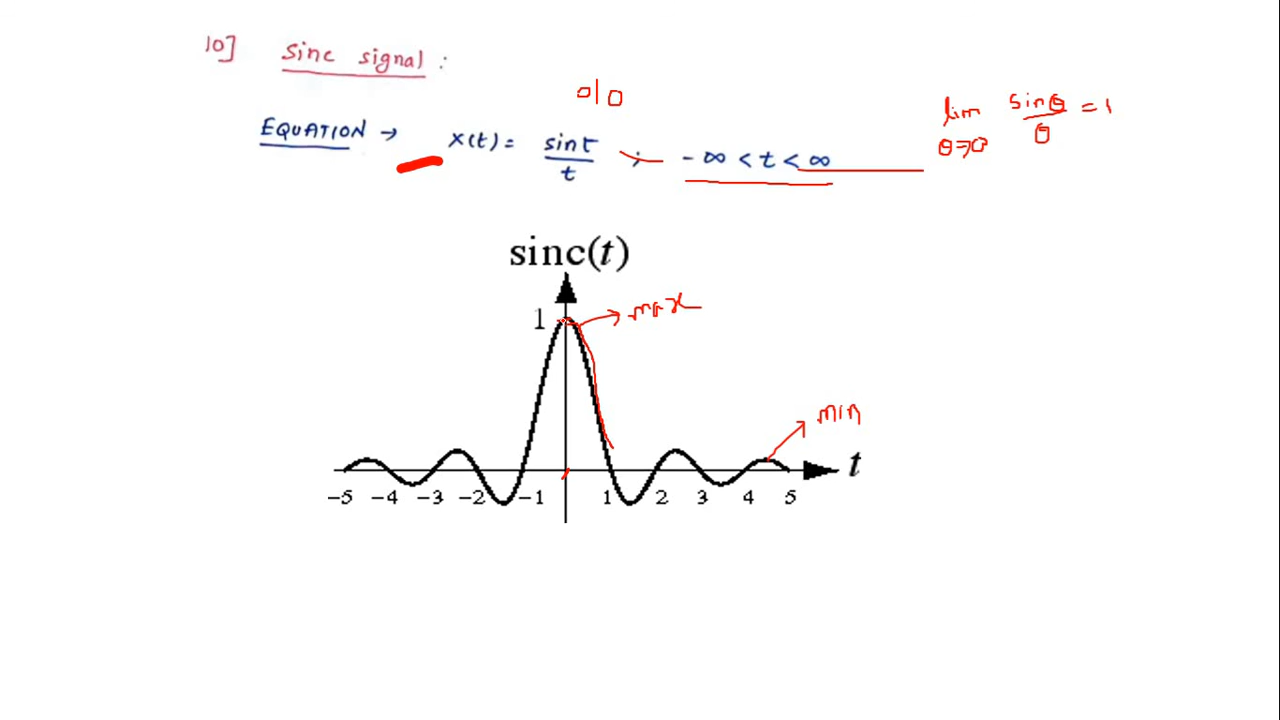 10] Sinc signal :
0/0
EQUATION → x(t) = sint/t ; -∞ < t < ∞
lim θ→0 sinθ/θ = 1
sinc(t)
1
max
min
t
-5 -4 -3 -2 -1 1 2 3 4 5